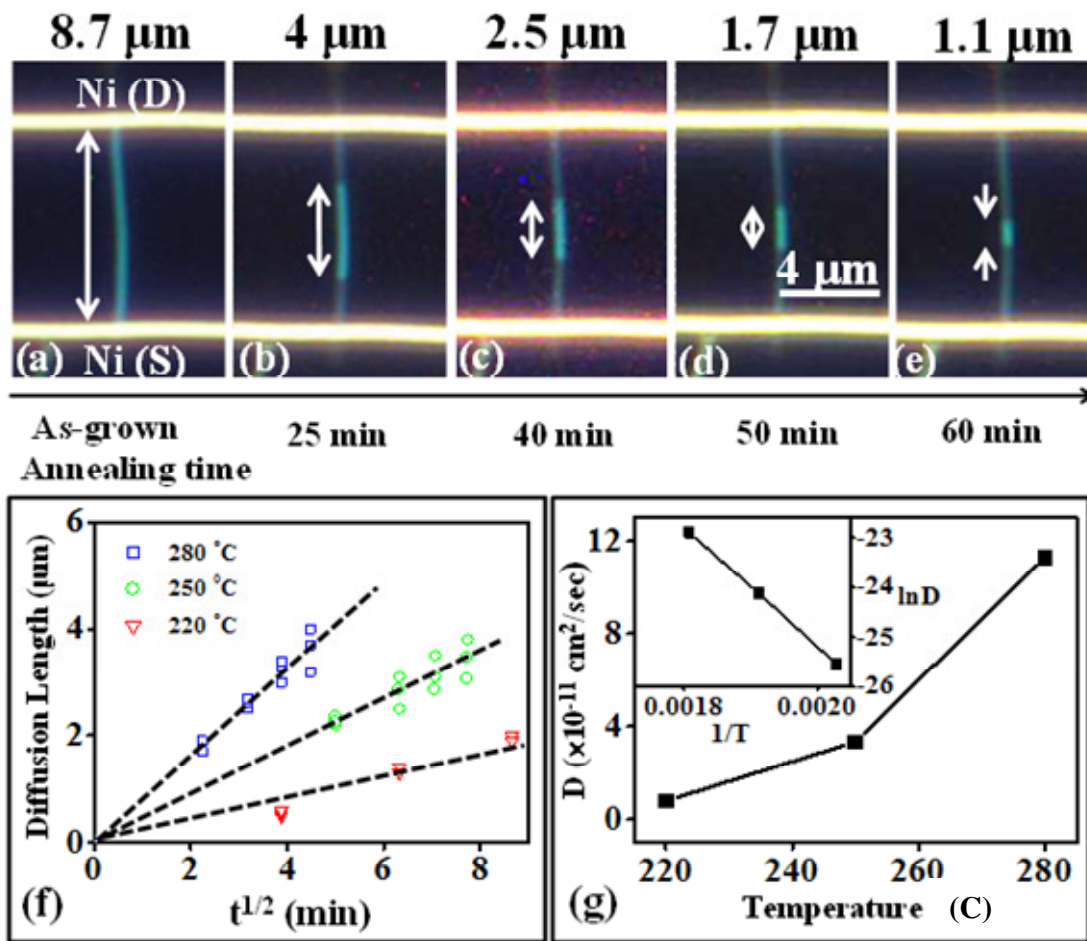 8.7 μm 4 μm 2.5 μm 1.7 μm 1.1 μm
Ni (D)
4 μm
(a) Ni (S) (b) (c) (d) (e)
As-grown 25 min 40 min 50 min 60 min
Annealing time
6
4
2
0
Diffusion Length (μm)
280 °C
250 °C
220 °C
0 2 4 6 8
(f) t1/2 (min)
12
8
4
0
D (×10-11 cm2/sec)
-23
-24
-25
-26
lnD
0.0018 0.0020
1/T
220 240 260 280
(g) Temperature (C)